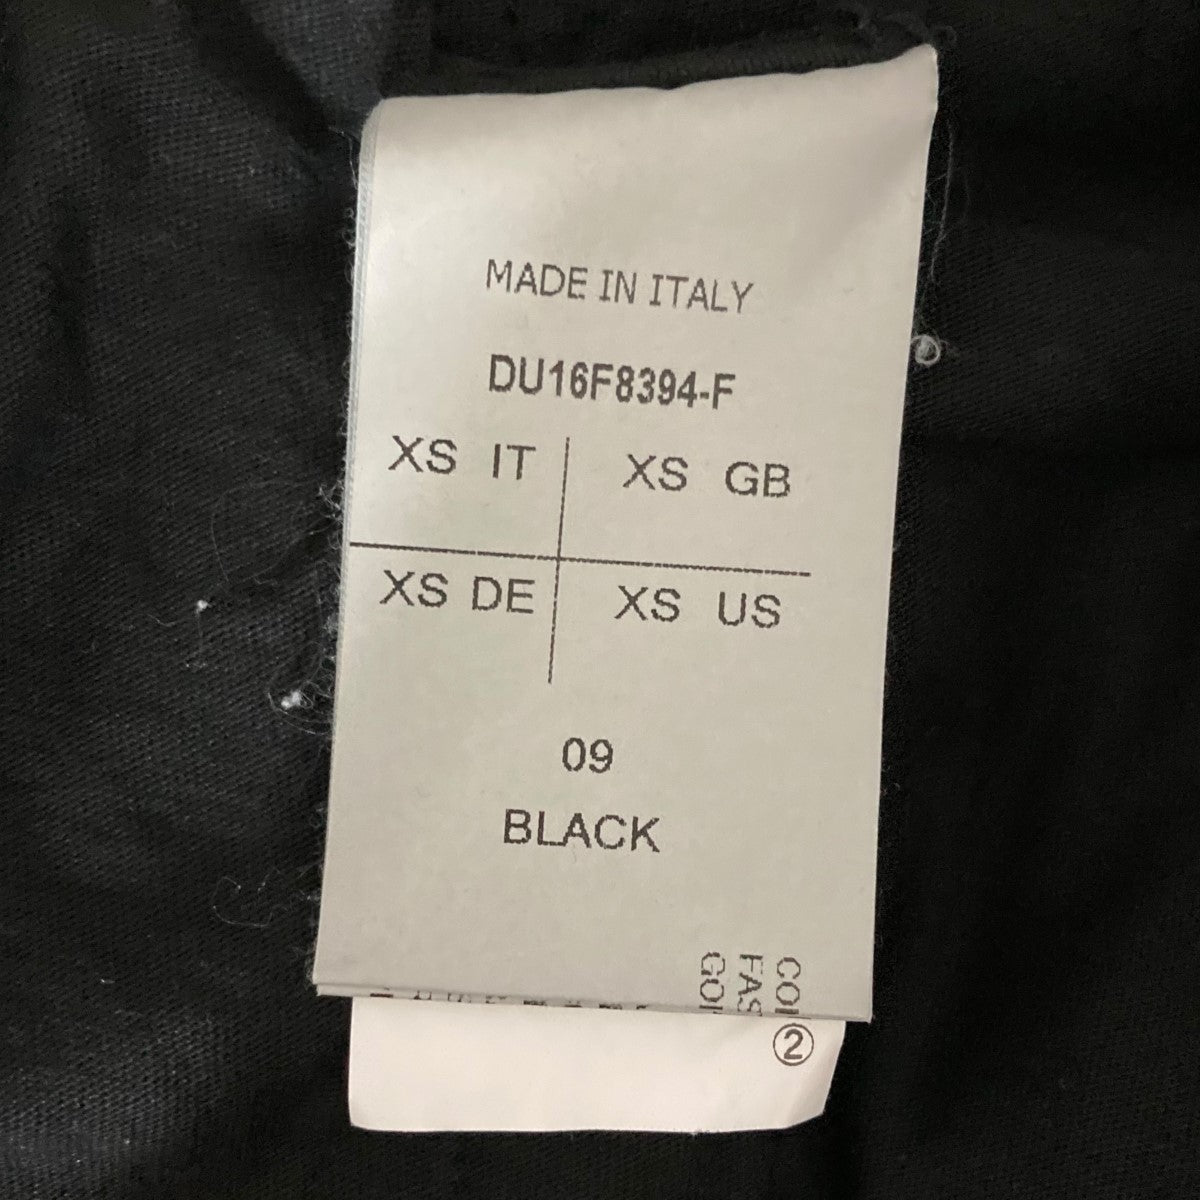 MADE IN ITALY
DU16F8394-F
XS IT XS GB
XS DE XS US
09
BLACK
②